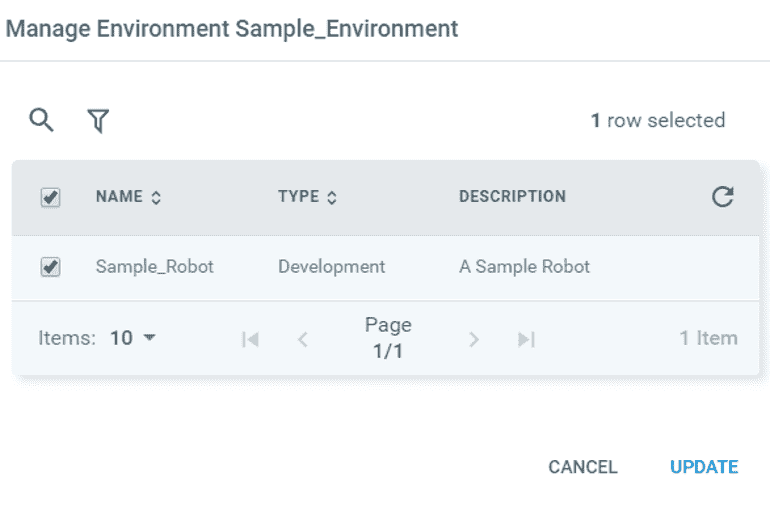 Manage Environment Sample_Environment
1 row selected
NAME TYPE DESCRIPTION
Sample_Robot Development A Sample Robot
Items: 10 Page 1/1 1 Item
CANCEL UPDATE